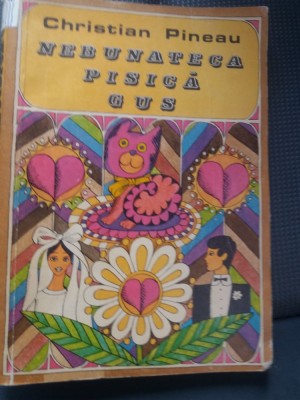 Christian Pineau
NEBUNATECA
PISICĂ
GUS